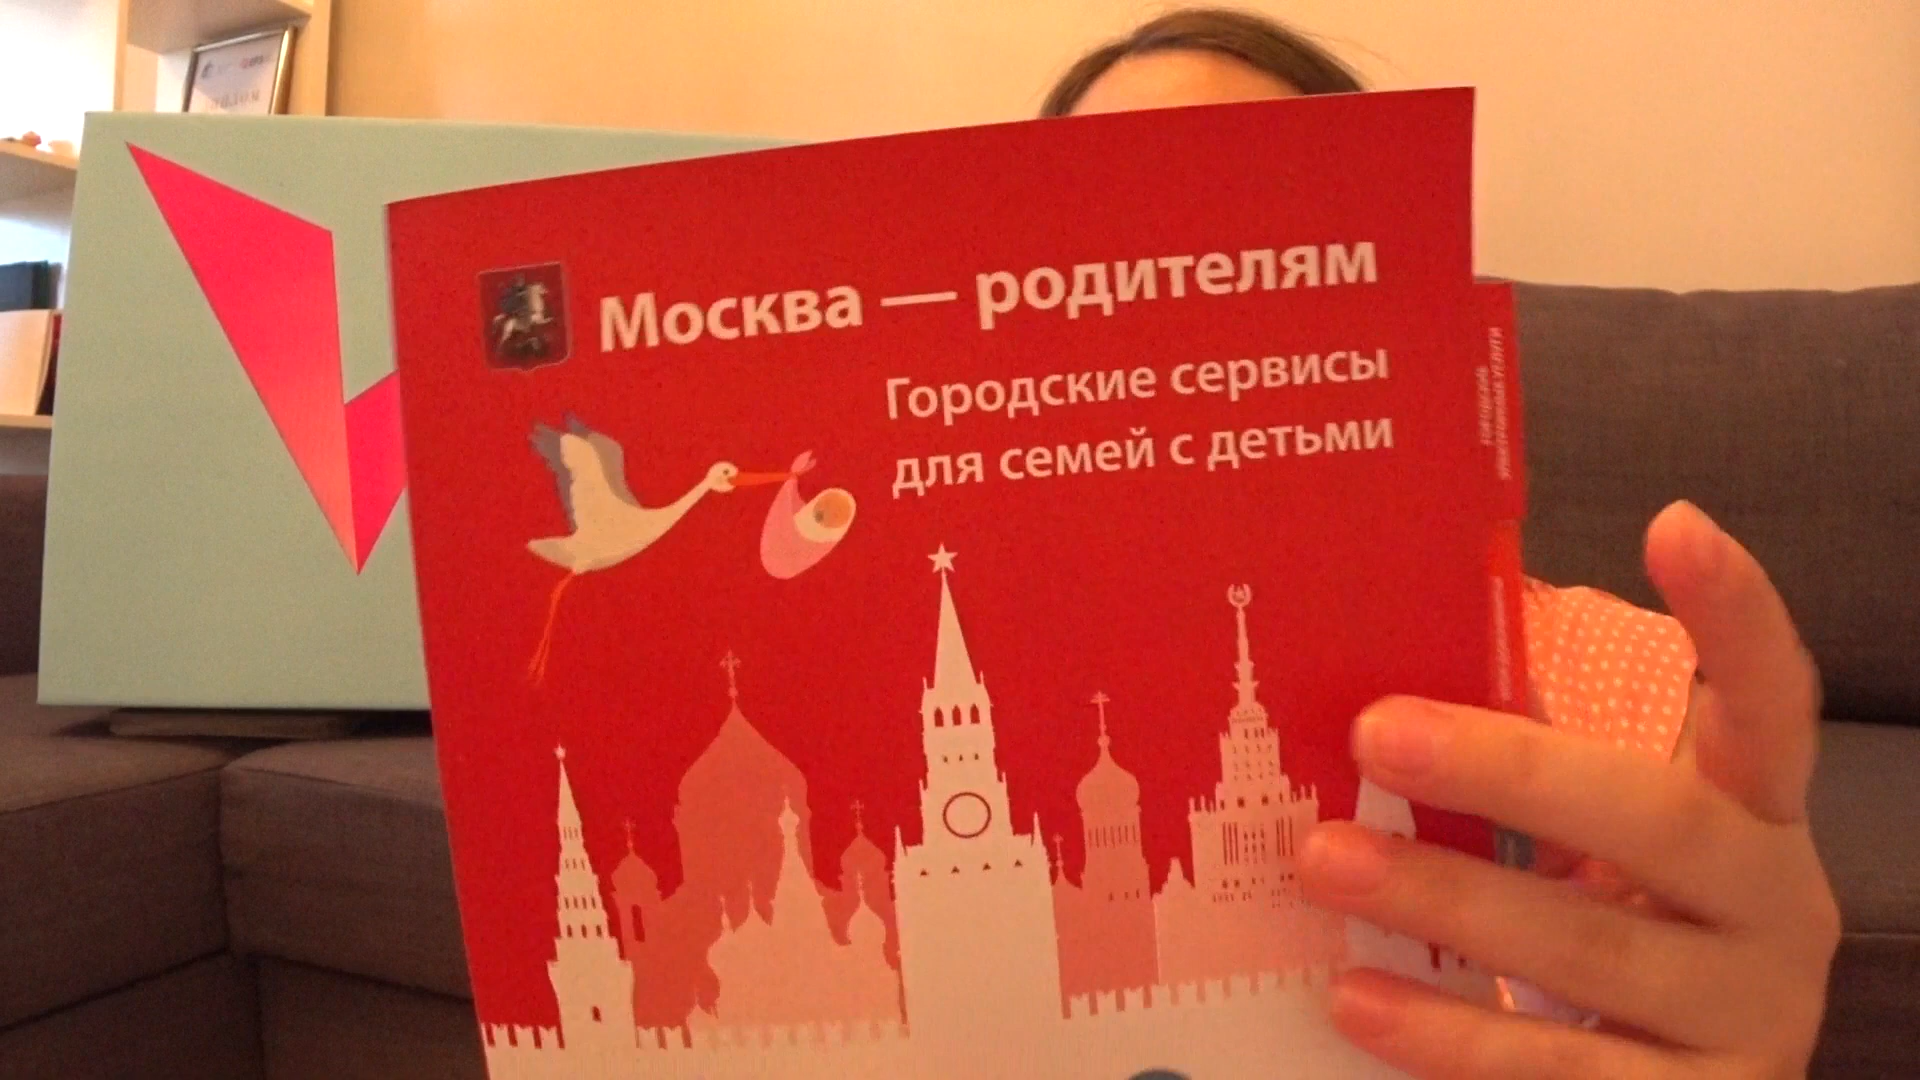 Москва — родителям
Городские сервисы
для семей с детьми